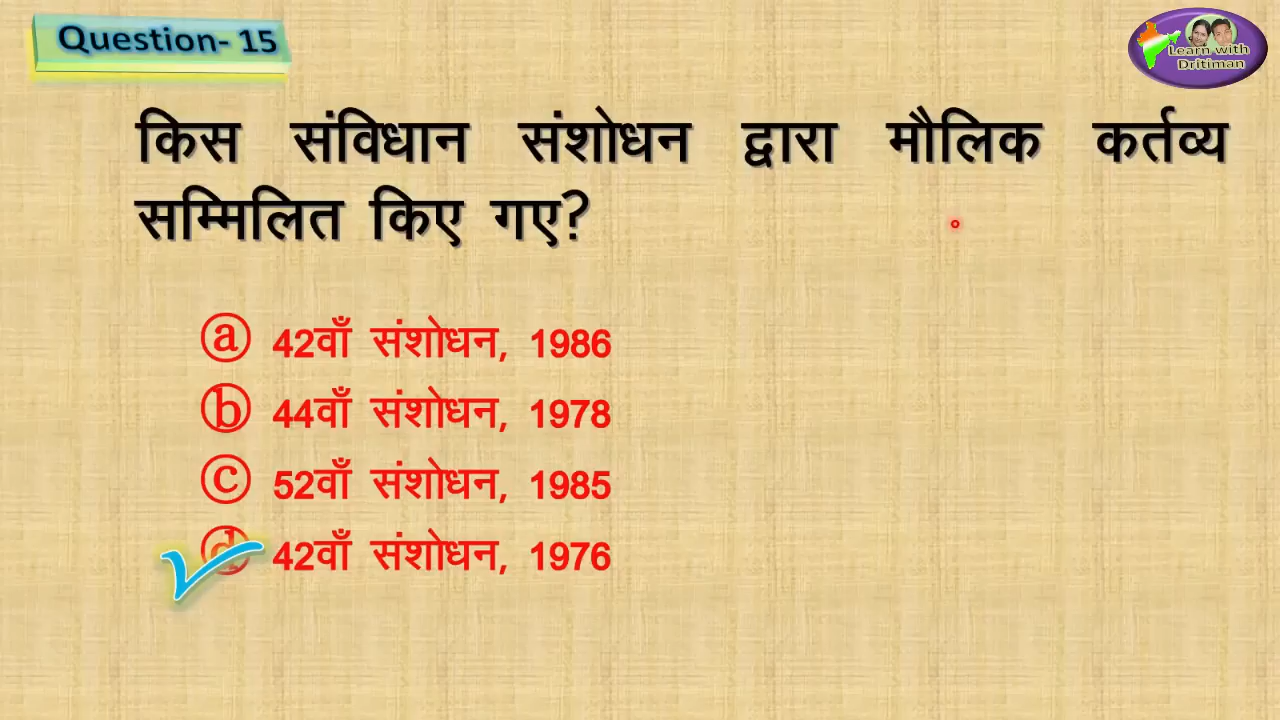 Question- 15
Learn with
Dritiman
किस संविधान संशोधन द्वारा मौलिक कर्तव्य
सम्मिलित किए गए?
ⓐ 42वाँ संशोधन, 1986
ⓑ 44वाँ संशोधन, 1978
ⓒ 52वाँ संशोधन, 1985
ⓓ 42वाँ संशोधन, 1976